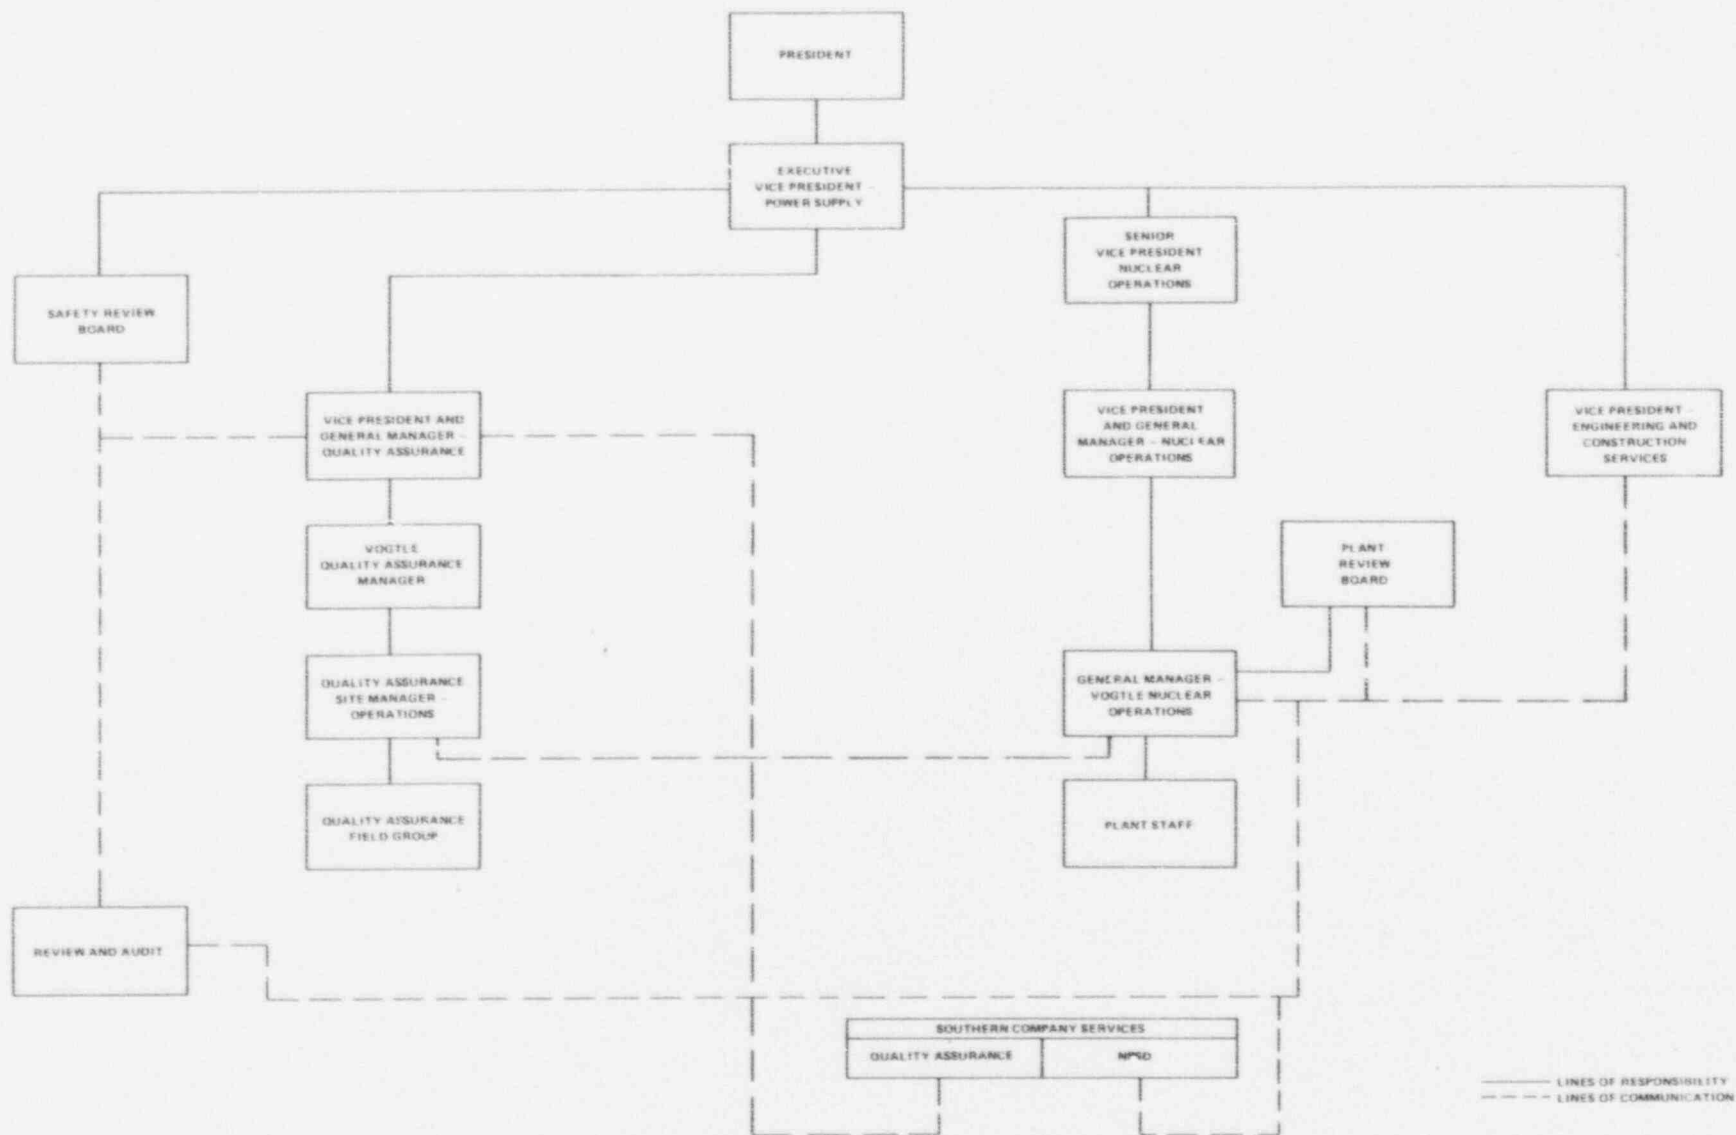 PRESIDENT
EXECUTIVE
VICE PRESIDENT –
POWER SUPPLY
SENIOR
VICE PRESIDENT
NUCLEAR
OPERATIONS
SAFETY REVIEW
BOARD
VICE PRESIDENT AND
GENERAL MANAGER –
QUALITY ASSURANCE
VICE PRESIDENT
AND GENERAL
MANAGER – NUCLEAR
OPERATIONS
VICE PRESIDENT –
ENGINEERING AND
CONSTRUCTION
SERVICES
VOGTLE
QUALITY ASSURANCE
MANAGER
PLANT
REVIEW
BOARD
QUALITY ASSURANCE
SITE MANAGER –
OPERATIONS
GENERAL MANAGER –
VOGTLE NUCLEAR
OPERATIONS
QUALITY ASSURANCE
FIELD GROUP
PLANT STAFF
REVIEW AND AUDIT
SOUTHERN COMPANY SERVICES
QUALITY ASSURANCE
LINES OF RESPONSIBILITY
LINES OF COMMUNICATION